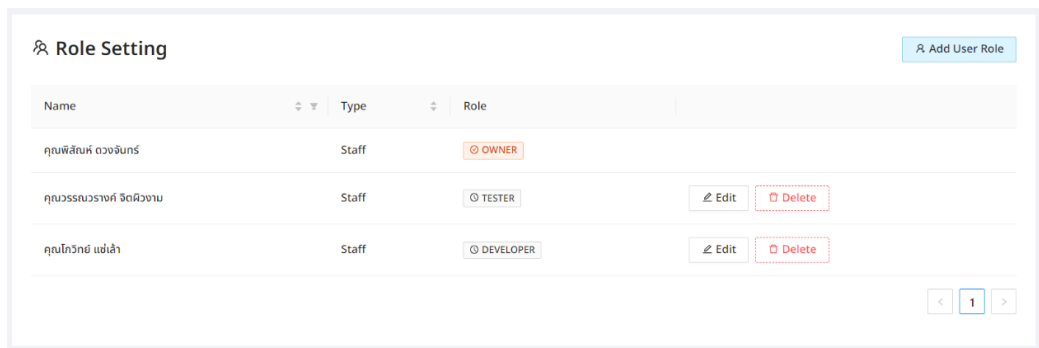 Role Setting
Add User Role
Name Type Role
คุณพิสัณห์ ดวงจันทร์ Staff OWNER
คุณวรรณวรางค์ จิตผิวงาม Staff TESTER Edit Delete
คุณโกวิทย์ แซ่เล้า Staff DEVELOPER Edit Delete
< 1 >